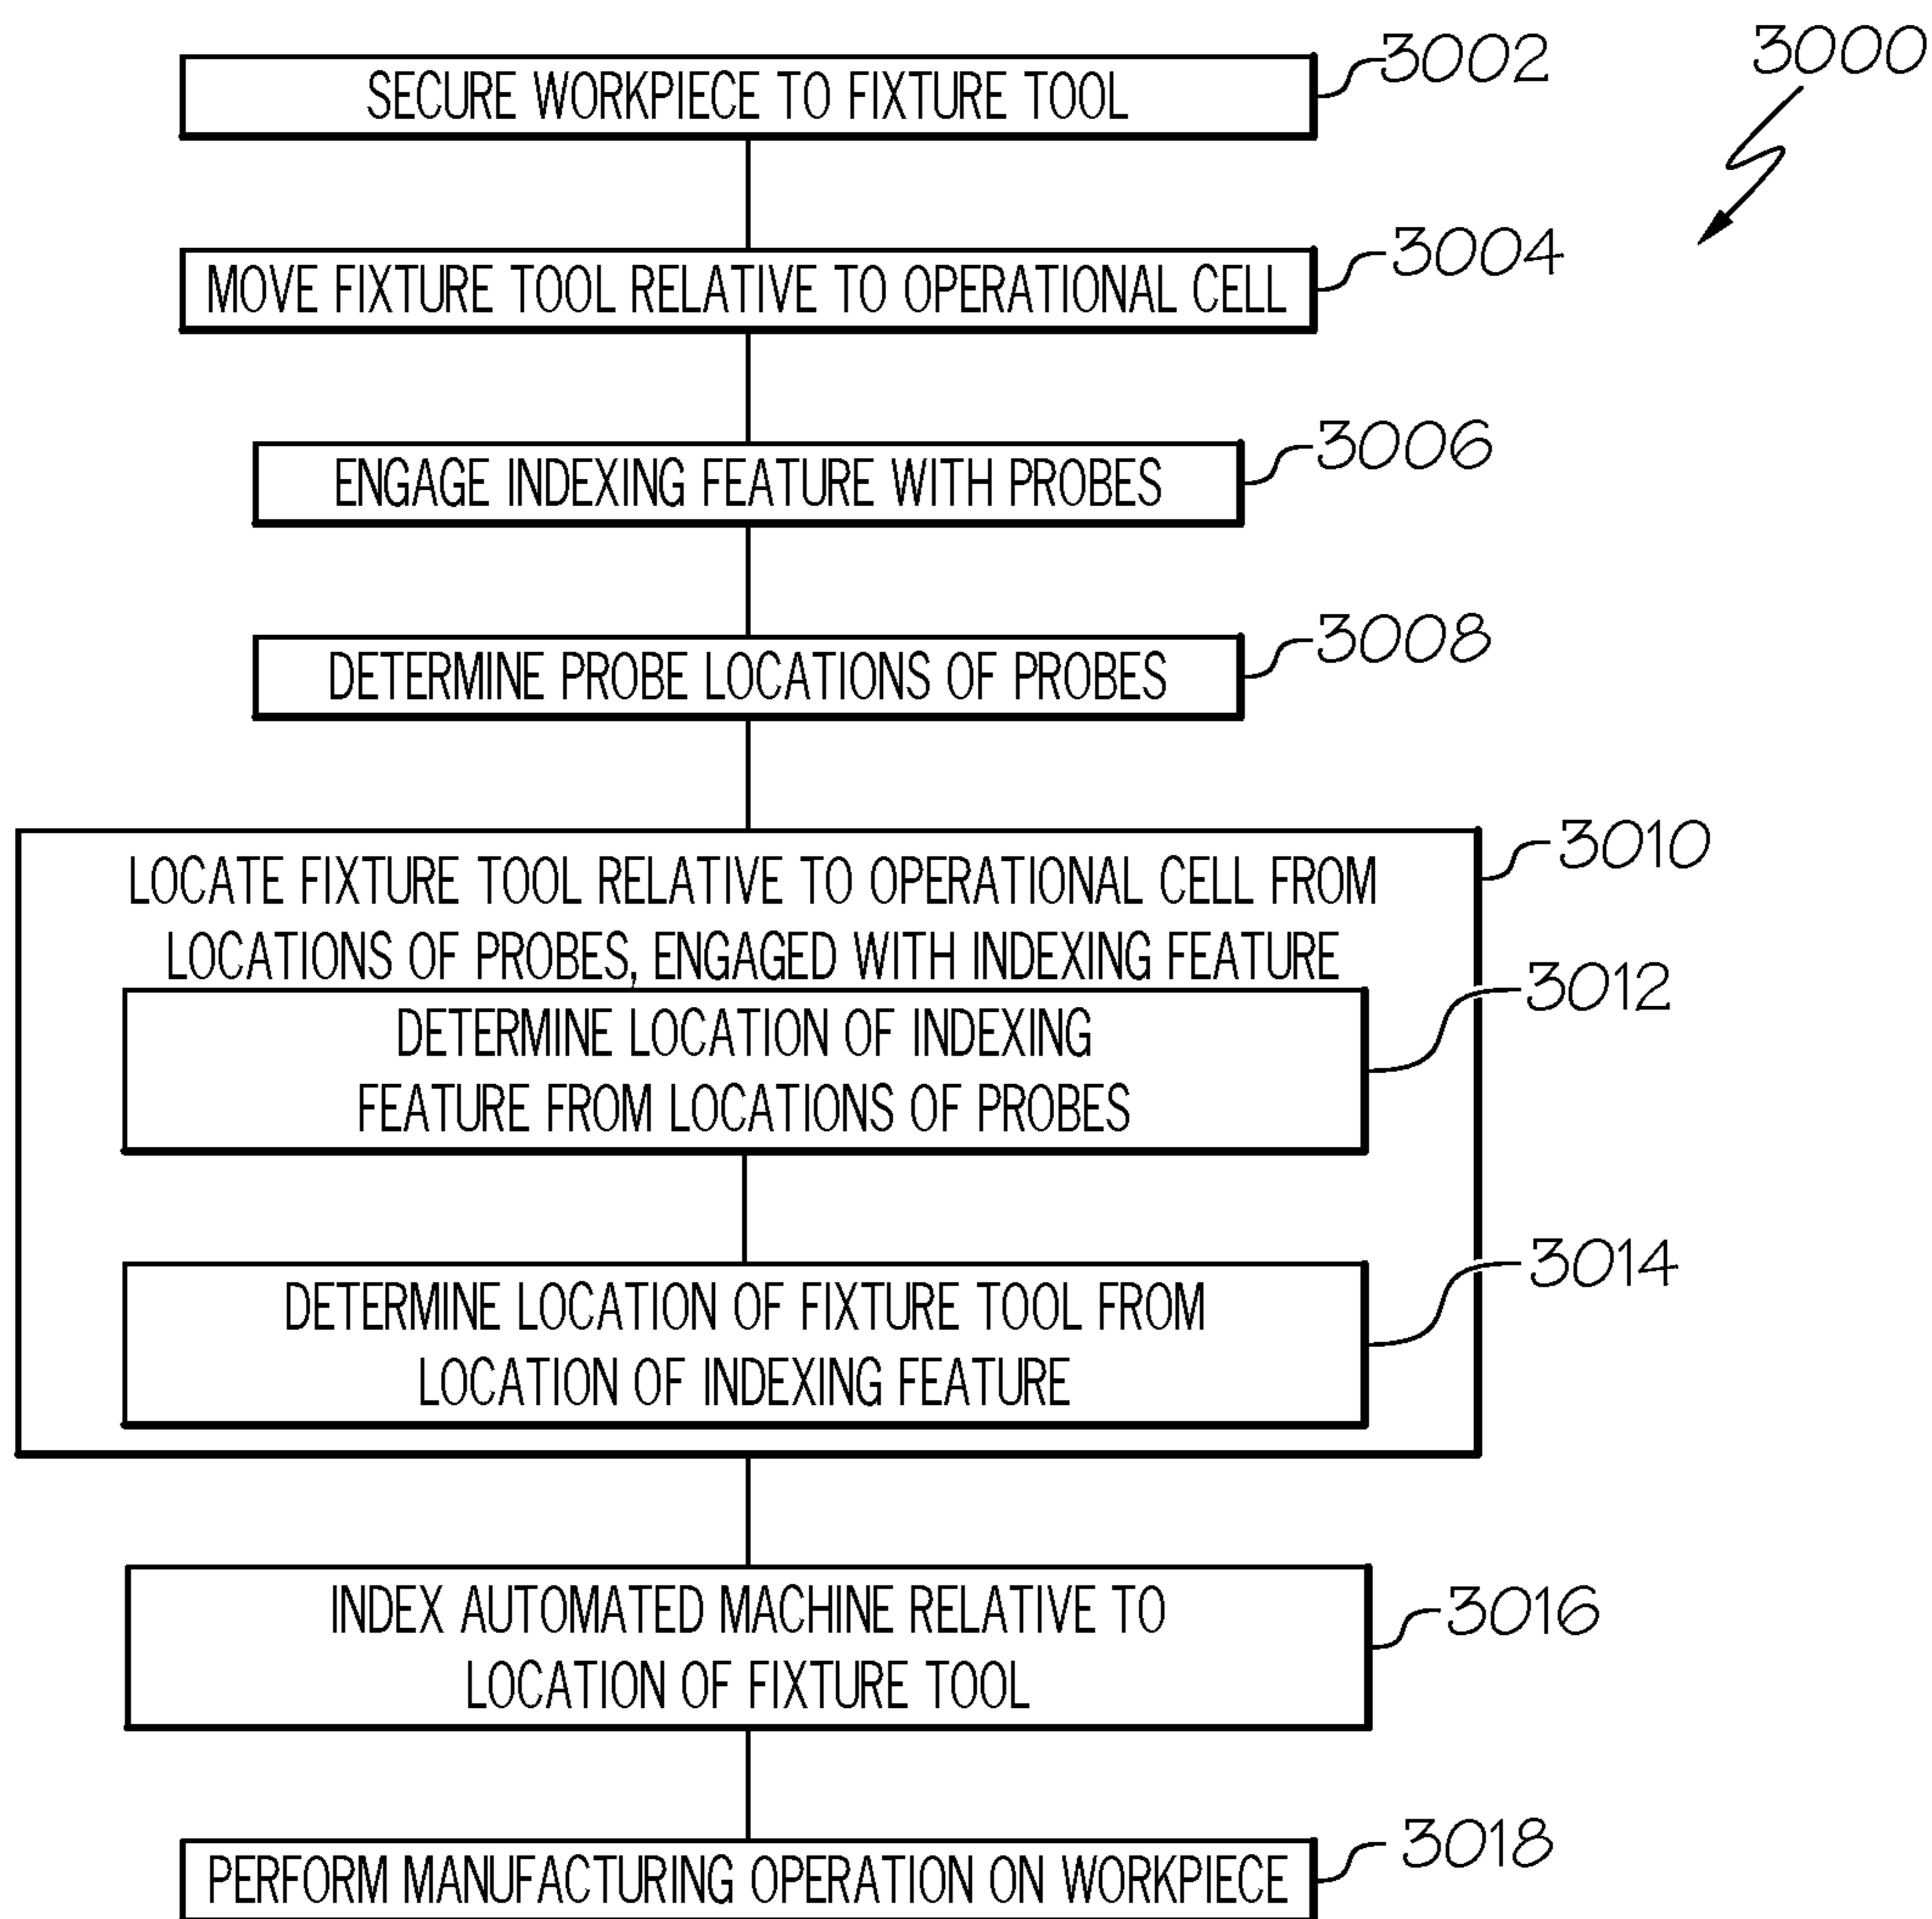 3000
SECURE WORKPIECE TO FIXTURE TOOL
3002
MOVE FIXTURE TOOL RELATIVE TO OPERATIONAL CELL
3004
ENGAGE INDEXING FEATURE WITH PROBES
3006
DETERMINE PROBE LOCATIONS OF PROBES
3008
LOCATE FIXTURE TOOL RELATIVE TO OPERATIONAL CELL FROM
LOCATIONS OF PROBES, ENGAGED WITH INDEXING FEATURE
3010
DETERMINE LOCATION OF INDEXING
FEATURE FROM LOCATIONS OF PROBES
3012
DETERMINE LOCATION OF FIXTURE TOOL FROM
LOCATION OF INDEXING FEATURE
3014
INDEX AUTOMATED MACHINE RELATIVE TO
LOCATION OF FIXTURE TOOL
3016
PERFORM MANUFACTURING OPERATION ON WORKPIECE
3018